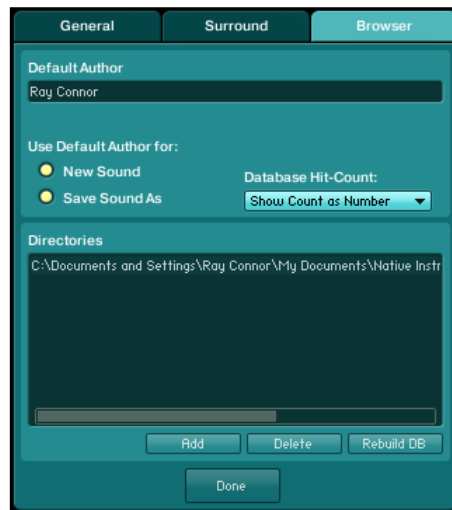 General Surround Browser
Default Author
Ray Connor
Use Default Author for:
New Sound
Database Hit-Count:
Save Sound As
Show Count as Number
Directories
C:\Documents and Settings\Ray Connor\My Documents\Native Instr
Add Delete Rebuild DB
Done